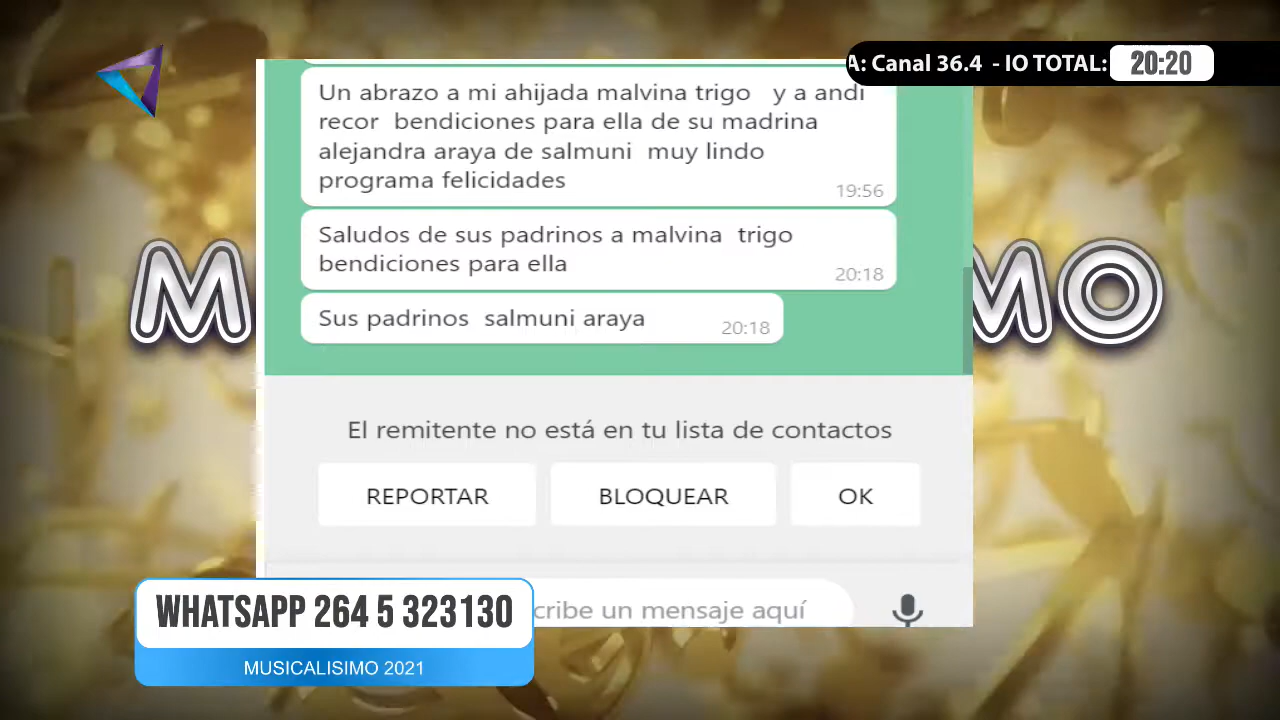 A: Canal 36.4 - IO TOTAL:
20:20
Un abrazo a mi ahijada malvina trigo y a andi
recor bendiciones para ella de su madrina
alejandra araya de salmuni muy lindo
programa felicidades
19:56
Saludos de sus padrinos a malvina trigo
bendiciones para ella
20:18
Sus padrinos salmuni araya
20:18
M MO
El remitente no está en tu lista de contactos
REPORTAR BLOQUEAR OK
cribe un mensaje aquí
WHATSAPP 264 5 323130
MUSICALISIMO 2021